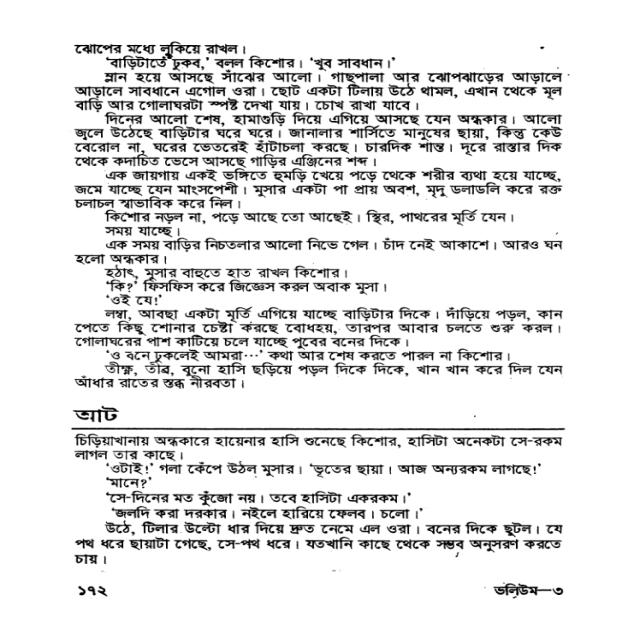 ঝোপের মধ্যে লুকিয়ে রাখল।
'বাড়িটাতে ঢুকব,' বলল কিশোর। 'খুব সাবধান।'
ম্লান হয়ে আসছে সাঁঝের আলো। গাছপালা আর ঝোপঝাড়ের আড়ালে
আড়ালে সাবধানে এগোল ওরা। ছোট একটা টিলায় উঠে থামল, এখান থেকে মূল
বাড়ি আর গোলাঘরটা স্পষ্ট দেখা যায়। চোখ রাখা যাবে।
দিনের আলো শেষ, হামাগুড়ি দিয়ে এগিয়ে আসছে যেন অন্ধকার। আলো
জ্বলে উঠেছে বাড়িটার ঘরে ঘরে। জানালার শার্সিতে মানুষের ছায়া, কিন্তু কেউ
বেরোল না, ঘরের ভেতরেই হাঁটাচলা করছে। চারদিক শান্ত। দূরে রাস্তার দিক
থেকে কদাচিত ভেসে আসছে গাড়ির এঞ্জিনের শব্দ।
এক জায়গায় একই ভঙ্গিতে হুমড়ি খেয়ে পড়ে থেকে শরীর ব্যথা হয়ে যাচ্ছে,
জমে যাচ্ছে যেন মাংসপেশী। মুসার একটা পা প্রায় অবশ, মৃদু ডলাডলি করে রক্ত
চলাচল স্বাভাবিক করে নিল।
কিশোর নড়ল না, পড়ে আছে তো আছেই। স্থির, পাথরের মূর্তি যেন।
সময় যাচ্ছে।
এক সময় বাড়ির নিচতলার আলো নিভে গেল। চাঁদ নেই আকাশে। আরও ঘন
হলো অন্ধকার।
হঠাৎ, মুসার বাহুতে হাত রাখল কিশোর।
'কি?' ফিসফিস করে জিজ্ঞেস করল অবাক মুসা।
'ওই যে!'
লম্বা, আবছা একটা মূর্তি এগিয়ে যাচ্ছে বাড়িটার দিকে। দাঁড়িয়ে পড়ল, কান
পেতে কিছু শোনার চেষ্টা করছে বোধহয়, তারপর আবার চলতে শুরু করল।
গোলাঘরের পাশ কাটিয়ে চলে যাচ্ছে পুবের বনের দিকে।
'ও বনে ঢুকলেই আমরা...' কথা আর শেষ করতে পারল না কিশোর।
তীক্ষ্ণ, তীব্র, বুনো হাসি ছড়িয়ে পড়ল দিকে দিকে, খান খান করে দিল যেন
আঁধার রাতের স্তব্ধ নীরবতা।
আট
চিড়িয়াখানায় অন্ধকারে হায়েনার হাসি শুনেছে কিশোর, হাসিটা অনেকটা সে-রকম
লাগল তার কাছে।
'ওটাই!' গলা কেঁপে উঠল মুসার। 'ভূতের ছায়া। আজ অন্যরকম লাগছে!'
'মানে?'
'সে-দিনের মত কুঁজো নয়। তবে হাসিটা একরকম।'
'জলদি করা দরকার। নইলে হারিয়ে ফেলব। চলো।'
উঠে, টিলার উল্টো ধার দিয়ে দ্রুত নেমে এল ওরা। বনের দিকে ছুটল। যে
পথ ধরে ছায়াটা গেছে, সে-পথ ধরে। যতখানি কাছে থেকে সম্ভব অনুসরণ করতে
চায়।
১৭২
ভলিউম—৩